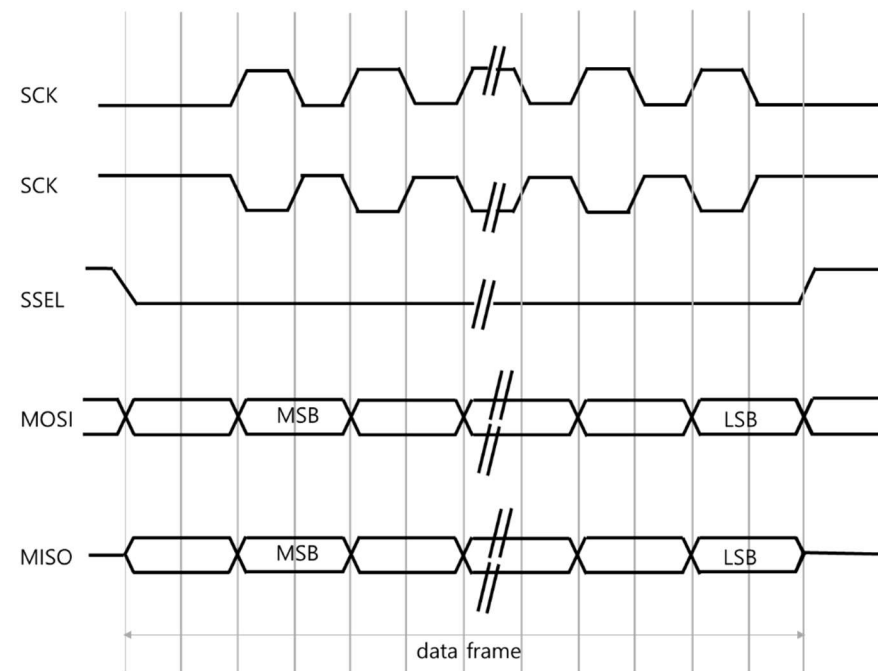 SCK
SCK
SSEL
MOSI MSB LSB
MISO MSB LSB
data frame